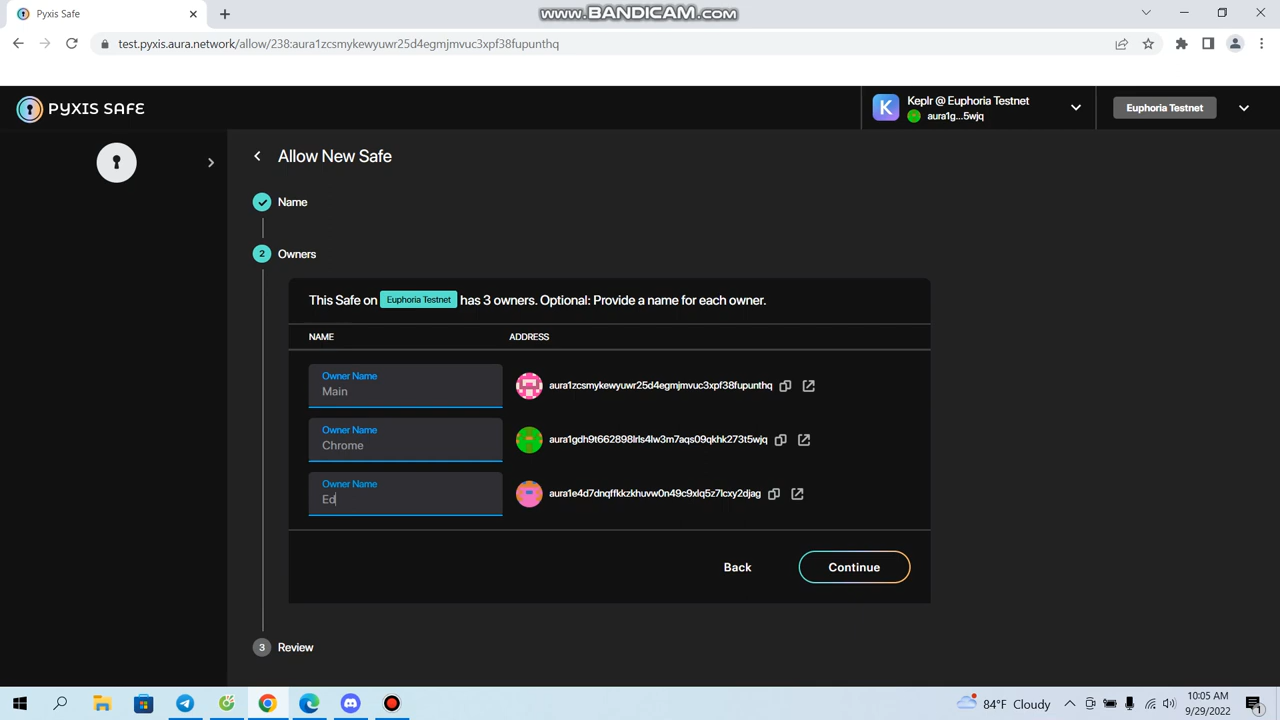 Pyxis Safe
www.BANDICAM.com
test.pyxis.aura.network/allow/238:aura1zcsmykewyuwr25d4egmjmvuc3xpf38fupunthq
PYXIS SAFE
K
Keplr @ Euphoria Testnet
aura1g...5wjq
Euphoria Testnet
Allow New Safe
Name
2 Owners
This Safe on Euphoria Testnet has 3 owners. Optional: Provide a name for each owner.
NAME ADDRESS
Owner Name
Main
aura1zcsmykewyuwr25d4egmjmvuc3xpf38fupunthq
Owner Name
Chrome
aura1gdh9t662898lrls4lw3m7aqs09qkhk273t5wjq
Owner Name
Ed
aura1e4d7dnqffkkzkhuvw0n49c9xlq5z7lcxy2djag
Back Continue
3 Review
84°F Cloudy
10:05 AM
9/29/2022
1